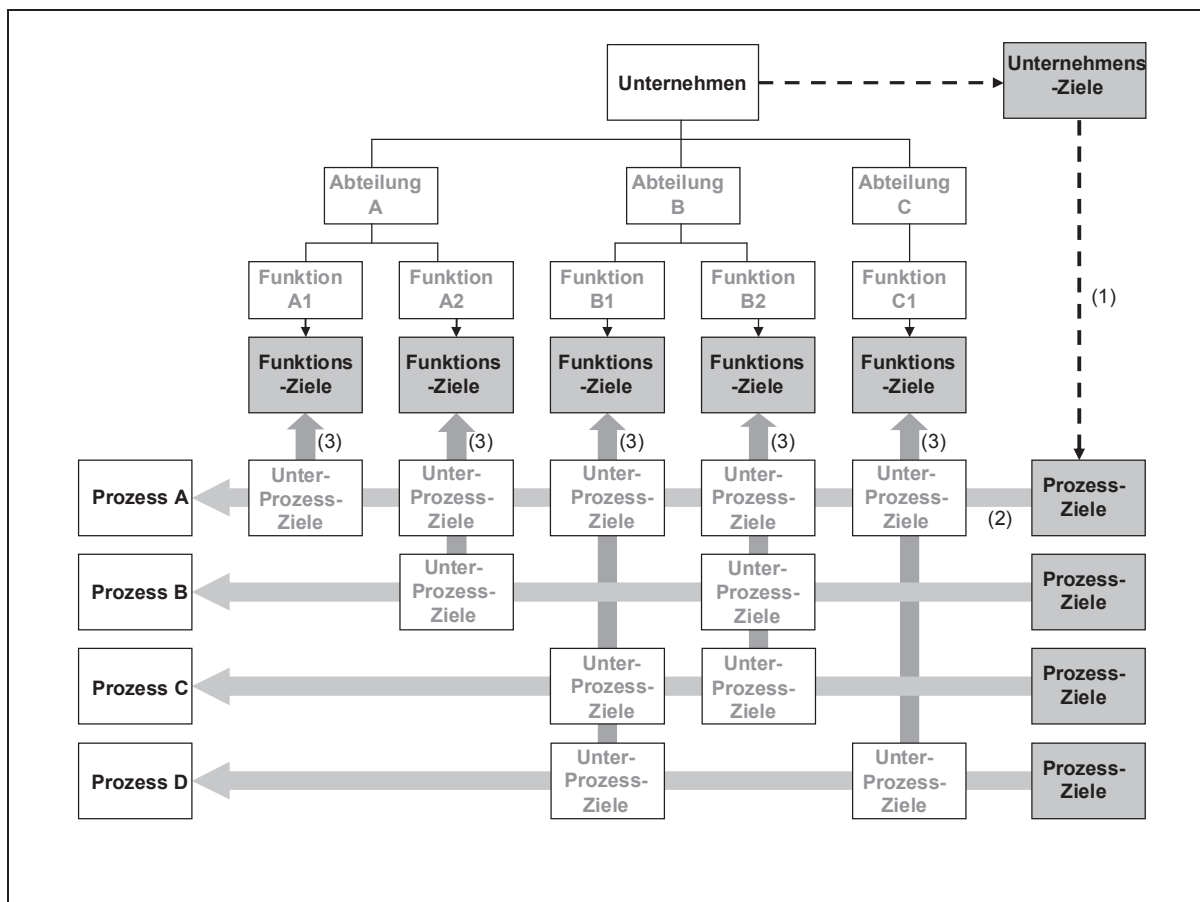 Unternehmen
Unternehmens
-Ziele
Abteilung
A
Abteilung
B
Abteilung
C
Funktion
A1
Funktion
A2
Funktion
B1
Funktion
B2
Funktion
C1
(1)
Funktions
-Ziele
Funktions
-Ziele
Funktions
-Ziele
Funktions
-Ziele
Funktions
-Ziele
(3)
(3)
(3)
(3)
(3)
Prozess A
Unter-
Prozess-
Ziele
Unter-
Prozess-
Ziele
Unter-
Prozess-
Ziele
Unter-
Prozess-
Ziele
Unter-
Prozess-
Ziele
(2)
Prozess-
Ziele
Prozess B
Unter-
Prozess-
Ziele
Unter-
Prozess-
Ziele
Prozess-
Ziele
Prozess C
Unter-
Prozess-
Ziele
Unter-
Prozess-
Ziele
Prozess-
Ziele
Prozess D
Unter-
Prozess-
Ziele
Unter-
Prozess-
Ziele
Prozess-
Ziele